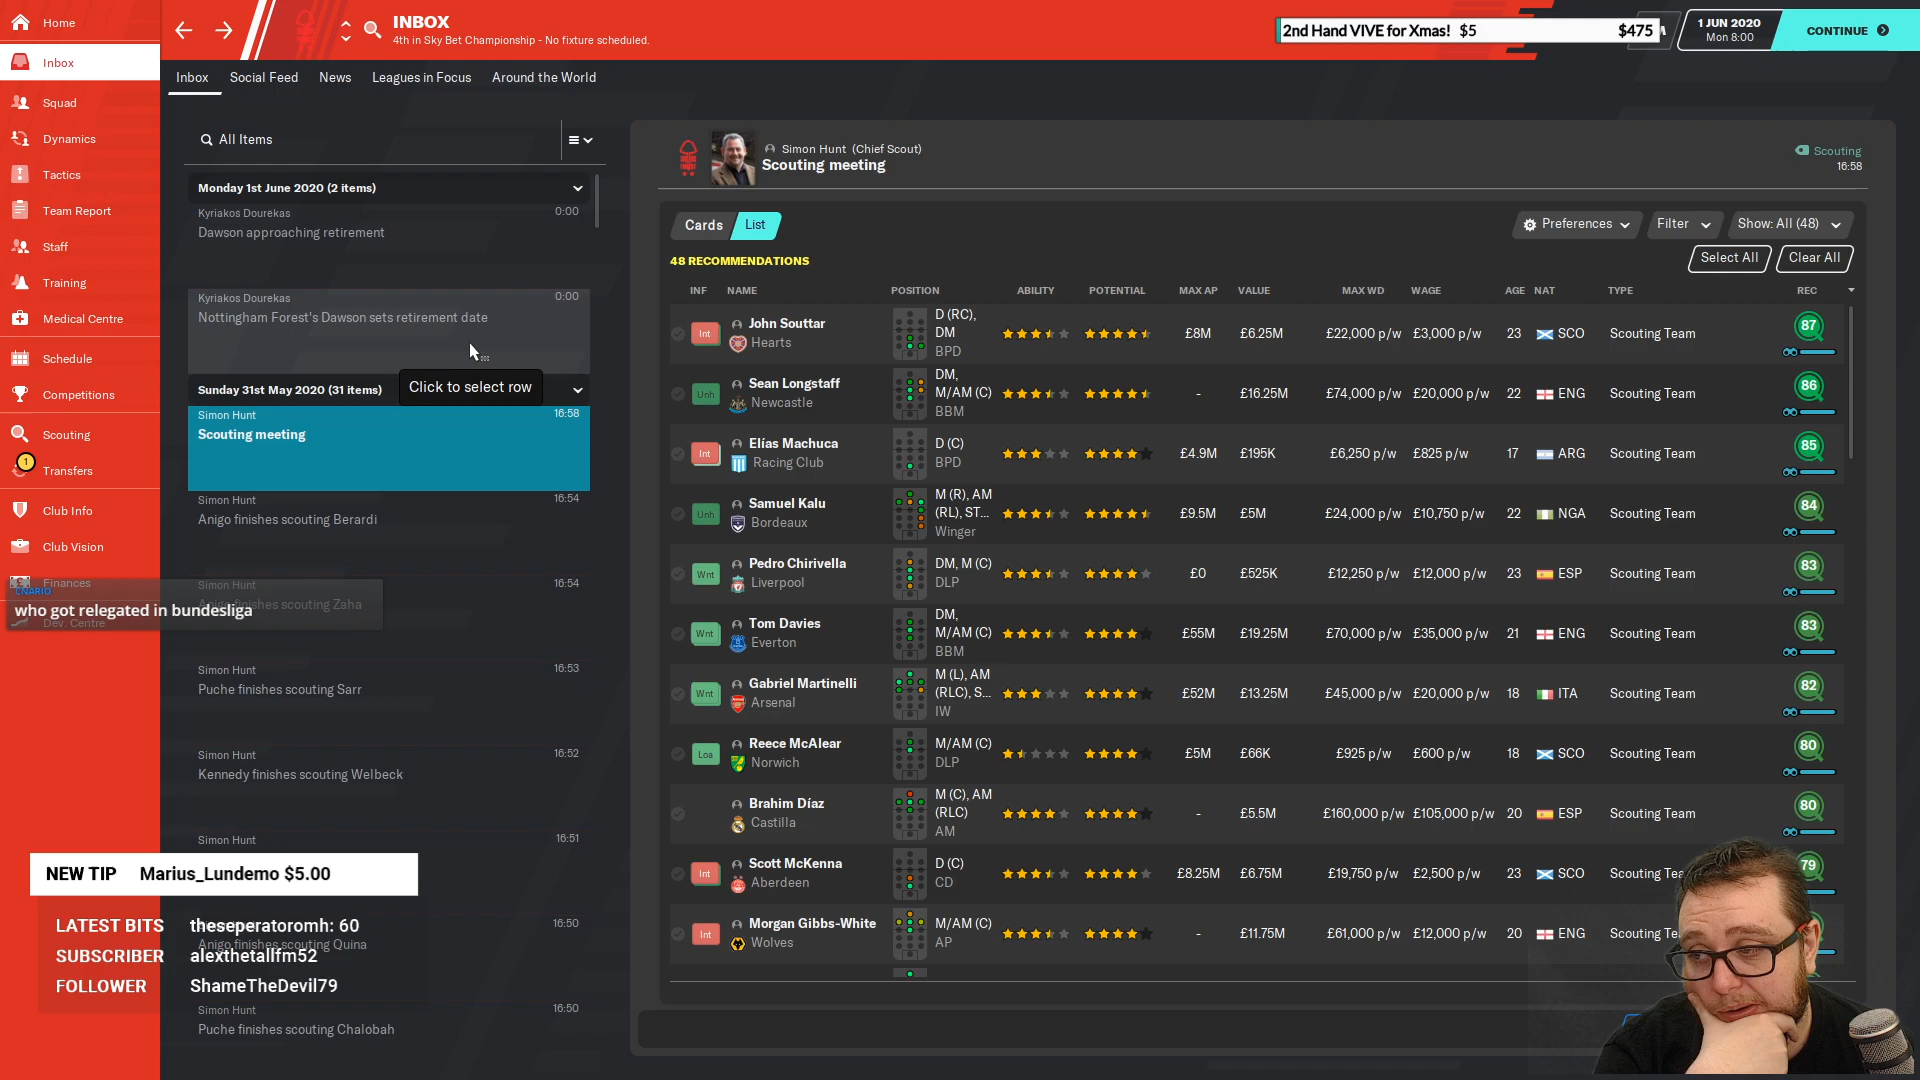 Home
Inbox
Squad
Dynamics
Tactics
Team Report
Staff
Training
Medical Centre
Schedule
Competitions
Scouting
1
Transfers
Club Info
Club Vision
Finances
Dev. Centre
INBOX
4th in Sky Bet Championship - No fixture scheduled.
2nd Hand VIVE for Xmas! $5 $475
1 JUN 2020
Mon 8:00
CONTINUE
Inbox Social Feed News Leagues in Focus Around the World
All Items
Monday 1st June 2020 (2 items)
Kyriakos Dourekas 0:00
Dawson approaching retirement
Kyriakos Dourekas 0:00
Nottingham Forest's Dawson sets retirement date
Click to select row
Sunday 31st May 2020 (31 items)
Simon Hunt 16:58
Scouting meeting
Simon Hunt 16:54
Anigo finishes scouting Berardi
Simon Hunt 16:54
Anigo finishes scouting Zaha
CNARIO
who got relegated in bundesliga
Simon Hunt 16:53
Puche finishes scouting Sarr
Simon Hunt 16:52
Kennedy finishes scouting Welbeck
Simon Hunt 16:51
NEW TIP Marius_Lundemo $5.00
16:50
LATEST BITS theseperatoromh: 60
Anigo finishes scouting Quina
SUBSCRIBER alexthetallfm52
FOLLOWER ShameTheDevil79
Simon Hunt 16:50
Puche finishes scouting Chalobah
Simon Hunt (Chief Scout)
Scouting meeting
Scouting
16:58
Cards List
Preferences Filter Show: All (48)
48 RECOMMENDATIONS
Select All Clear All
INF NAME POSITION ABILITY POTENTIAL MAX AP VALUE MAX WD WAGE AGE NAT TYPE REC
Int John Souttar Hearts D (RC), DM BPD £8M £6.25M £22,000 p/w £3,000 p/w 23 SCO Scouting Team 87
Unh Sean Longstaff Newcastle DM, M/AM (C) BBM - £16.25M £74,000 p/w £20,000 p/w 22 ENG Scouting Team 86
Int Elías Machuca Racing Club D (C) BPD £4.9M £195K £6,250 p/w £825 p/w 17 ARG Scouting Team 85
Unh Samuel Kalu Bordeaux M (R), AM (RL), ST... Winger £9.5M £5M £24,000 p/w £10,750 p/w 22 NGA Scouting Team 84
Wnt Pedro Chirivella Liverpool DM, M (C) DLP £0 £525K £12,250 p/w £12,000 p/w 23 ESP Scouting Team 83
Wnt Tom Davies Everton DM, M/AM (C) BBM £55M £19.25M £70,000 p/w £35,000 p/w 21 ENG Scouting Team 83
Wnt Gabriel Martinelli Arsenal M (L), AM (RLC), S... IW £52M £13.25M £45,000 p/w £20,000 p/w 18 ITA Scouting Team 82
Loa Reece McAlear Norwich M/AM (C) DLP £5M £66K £925 p/w £600 p/w 18 SCO Scouting Team 80
Brahim Díaz Castilla M (C), AM (RLC) AM - £5.5M £160,000 p/w £105,000 p/w 20 ESP Scouting Team 80
Int Scott McKenna Aberdeen D (C) CD £8.25M £6.75M £19,750 p/w £2,500 p/w 23 SCO Scouting Tea 79
Int Morgan Gibbs-White Wolves M/AM (C) AP - £11.75M £61,000 p/w £12,000 p/w 20 ENG Scouting Te